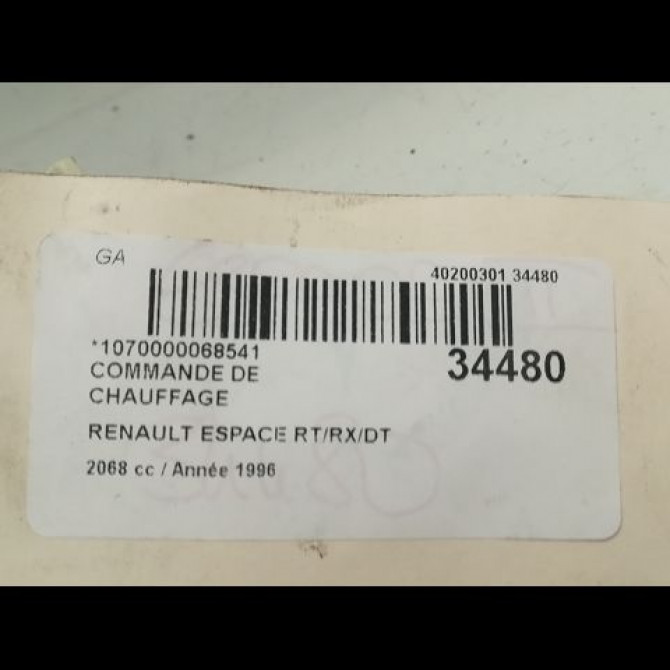 GA
40200301 34480
*1070000068541
34480
COMMANDE DE
CHAUFFAGE
RENAULT ESPACE RT/RX/DT
2068 cc / Année 1996